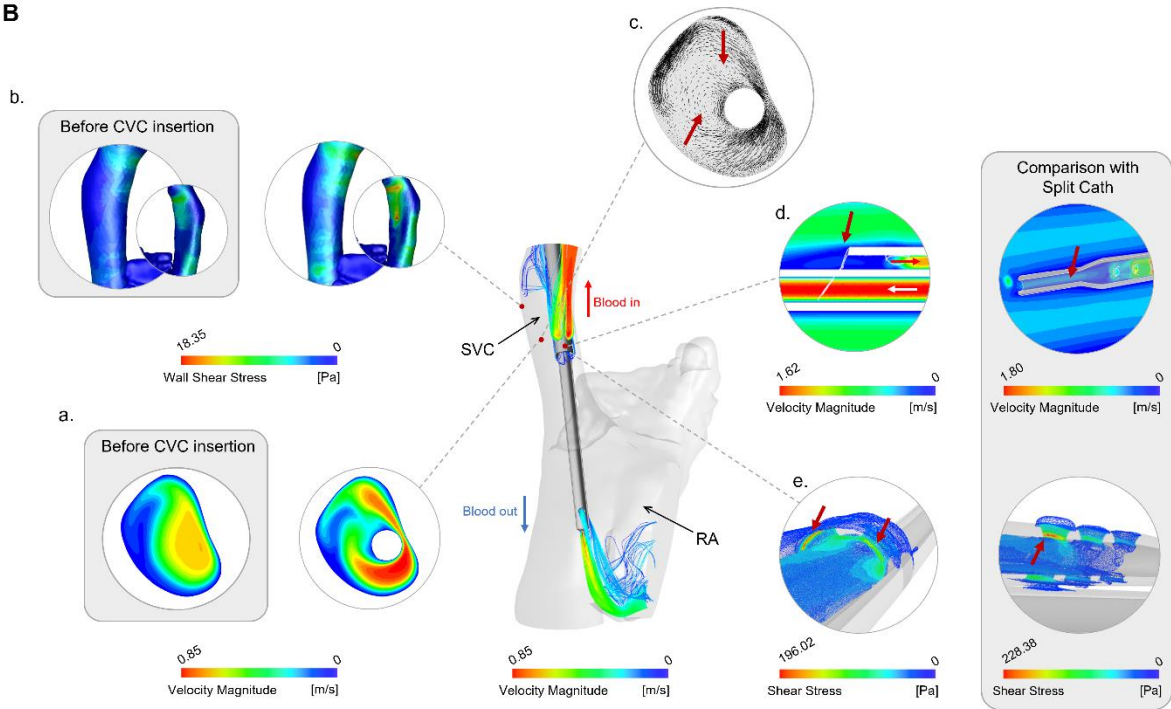 B
b.
Before CVC insertion
18.35
0
Wall Shear Stress
[Pa]
a.
Before CVC insertion
0.85
0
Velocity Magnitude
[m/s]
c.
SVC
Blood in
Blood out
RA
0.85
0
Velocity Magnitude
[m/s]
d.
1.62
0
Velocity Magnitude
[m/s]
e.
196.02
0
Shear Stress
[Pa]
Comparison with
Split Cath
1.80
0
Velocity Magnitude
[m/s]
228.38
0
Shear Stress
[Pa]